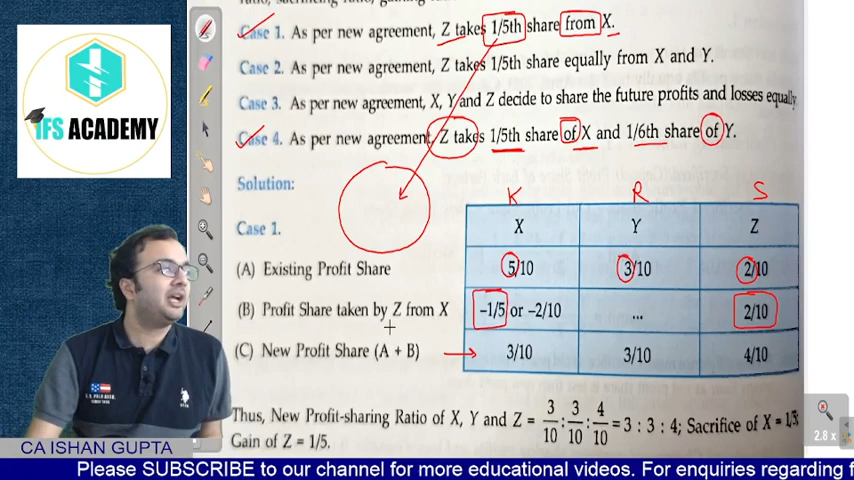 Case 1. As per new agreement, Z takes 1/5th share from X.
Case 2. As per new agreement, Z takes 1/5th share equally from X and Y.
Case 3. As per new agreement, X, Y and Z decide to share the future profits and losses equally
Case 4. As per new agreement, Z takes 1/5th share of X and 1/6th share of Y.
IFS ACADEMY
Solution:
K R S
Case 1.
X Y Z
(A) Existing Profit Share 5/10 3/10 2/10
(B) Profit Share taken by Z from X –1/5 or –2/10 ... 2/10
+
(C) New Profit Share (A + B) → 3/10 3/10 4/10
Thus, New Profit-sharing Ratio of X, Y and Z = 3/10 : 3/10 : 4/10 = 3 : 3 : 4; Sacrifice of X = 1/5;
Gain of Z = 1/5.
2.8 x
CA ISHAN GUPTA
Please SUBSCRIBE to our channel for more educational videos. For enquiries regarding f